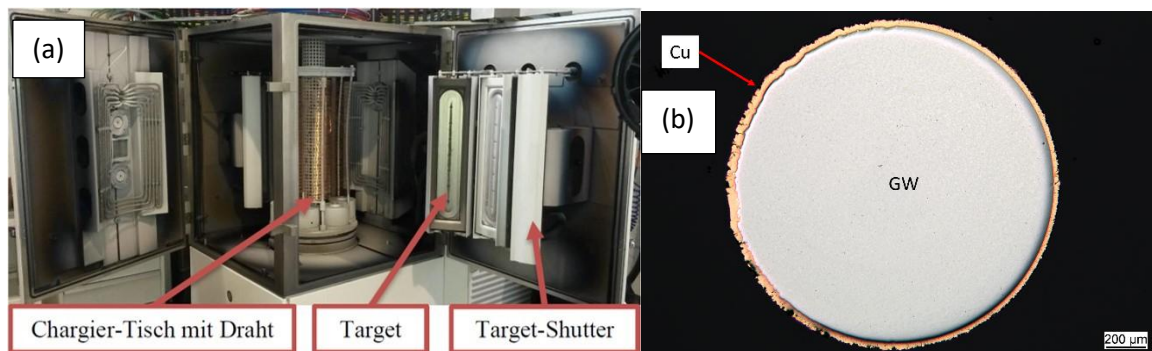 (a)
Chargier-Tisch mit Draht
Target
Target-Shutter
Cu
(b)
GW
200 µm